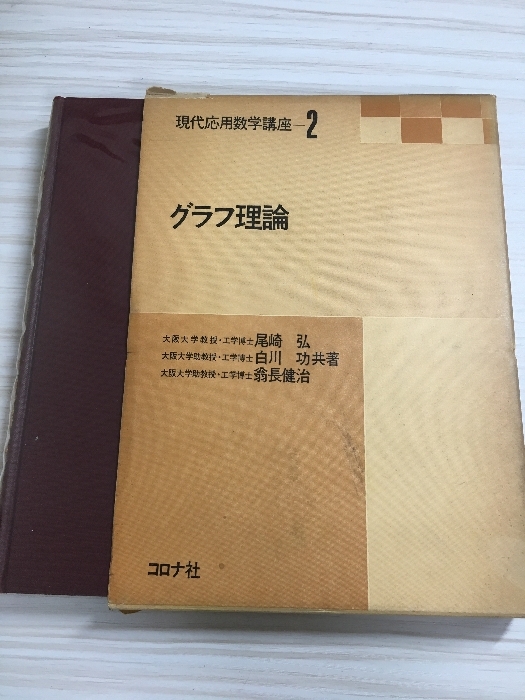 現代応用数学講座-2
グラフ理論
大阪大学教授・工学博士 尾崎 弘
大阪大学助教授・工学博士 白川 功共著
大阪大学助教授・工学博士 翁長健治
コロナ社